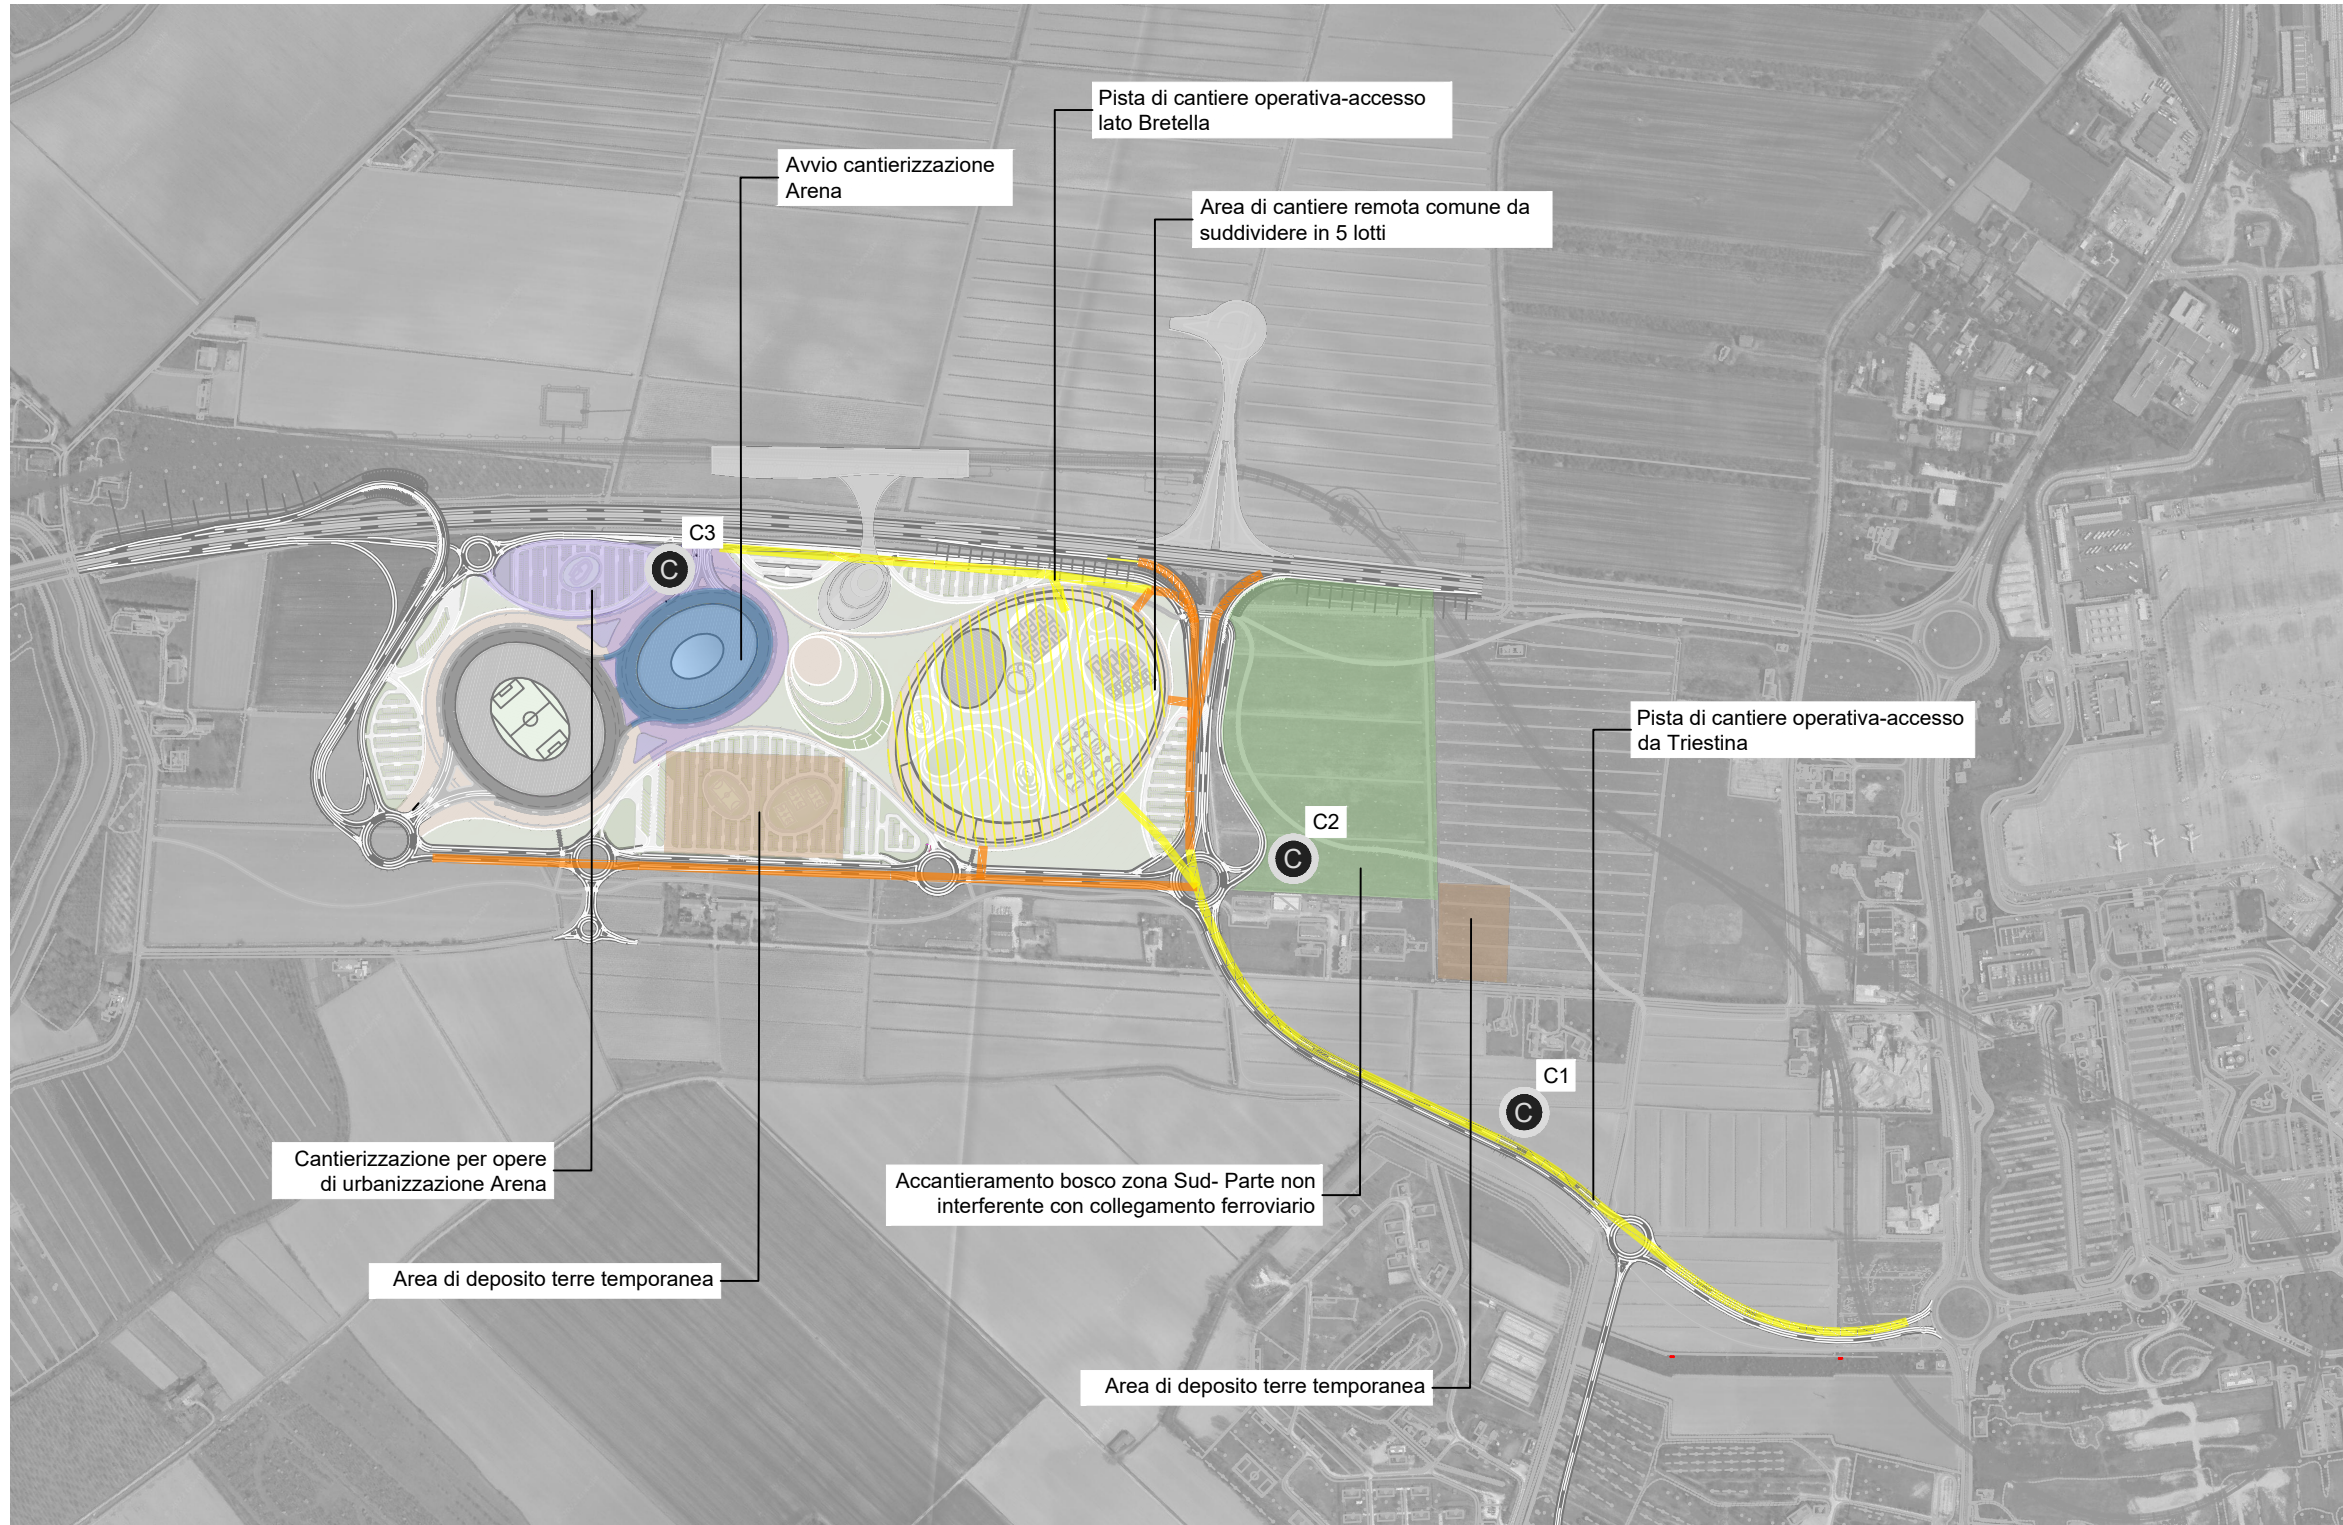 Pista di cantiere operativa-accesso
lato Bretella
Avvio cantierizzazione
Arena
Area di cantiere remota comune da
suddividere in 5 lotti
C3
C
Pista di cantiere operativa-accesso
da Triestina
C2
C
C1
C
Cantierizzazione per opere
di urbanizzazione Arena
Accantieramento bosco zona Sud- Parte non
interferente con collegamento ferroviario
Area di deposito terre temporanea
Area di deposito terre temporanea